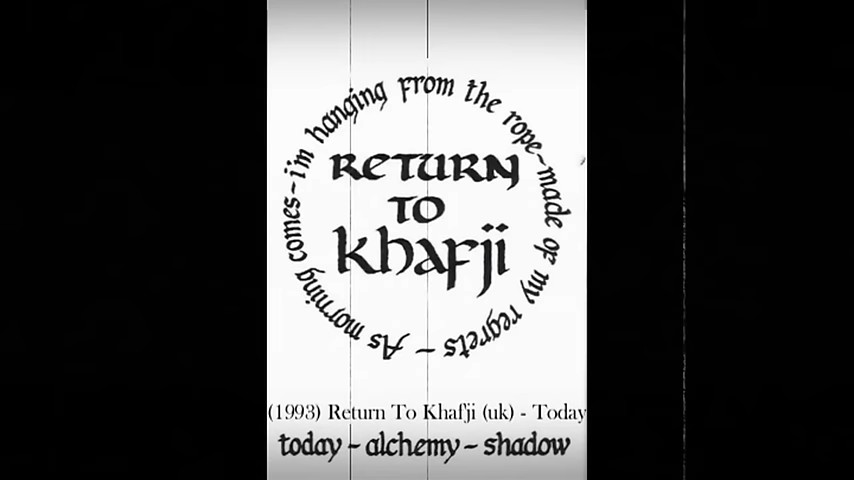 As morning comes~i'm hanging from the rope~made of my regrets~
RETURN
TO
Khafji
(1993) Return To Khafji (uk) - Today
today~alchemy~shadow